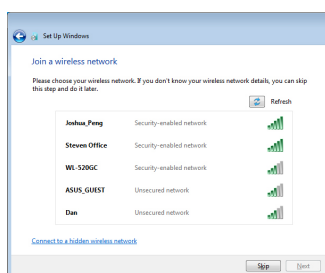 Set Up Windows
Join a wireless network
Please choose your wireless network. If you don't know your wireless network details, you can skip
this step and do it later.
Refresh
Joshua_Peng Security-enabled network
Steven Office Security-enabled network
WL-520GC Security-enabled network
ASUS_GUEST Unsecured network
Dan Unsecured network
Connect to a hidden wireless network
Skip Next